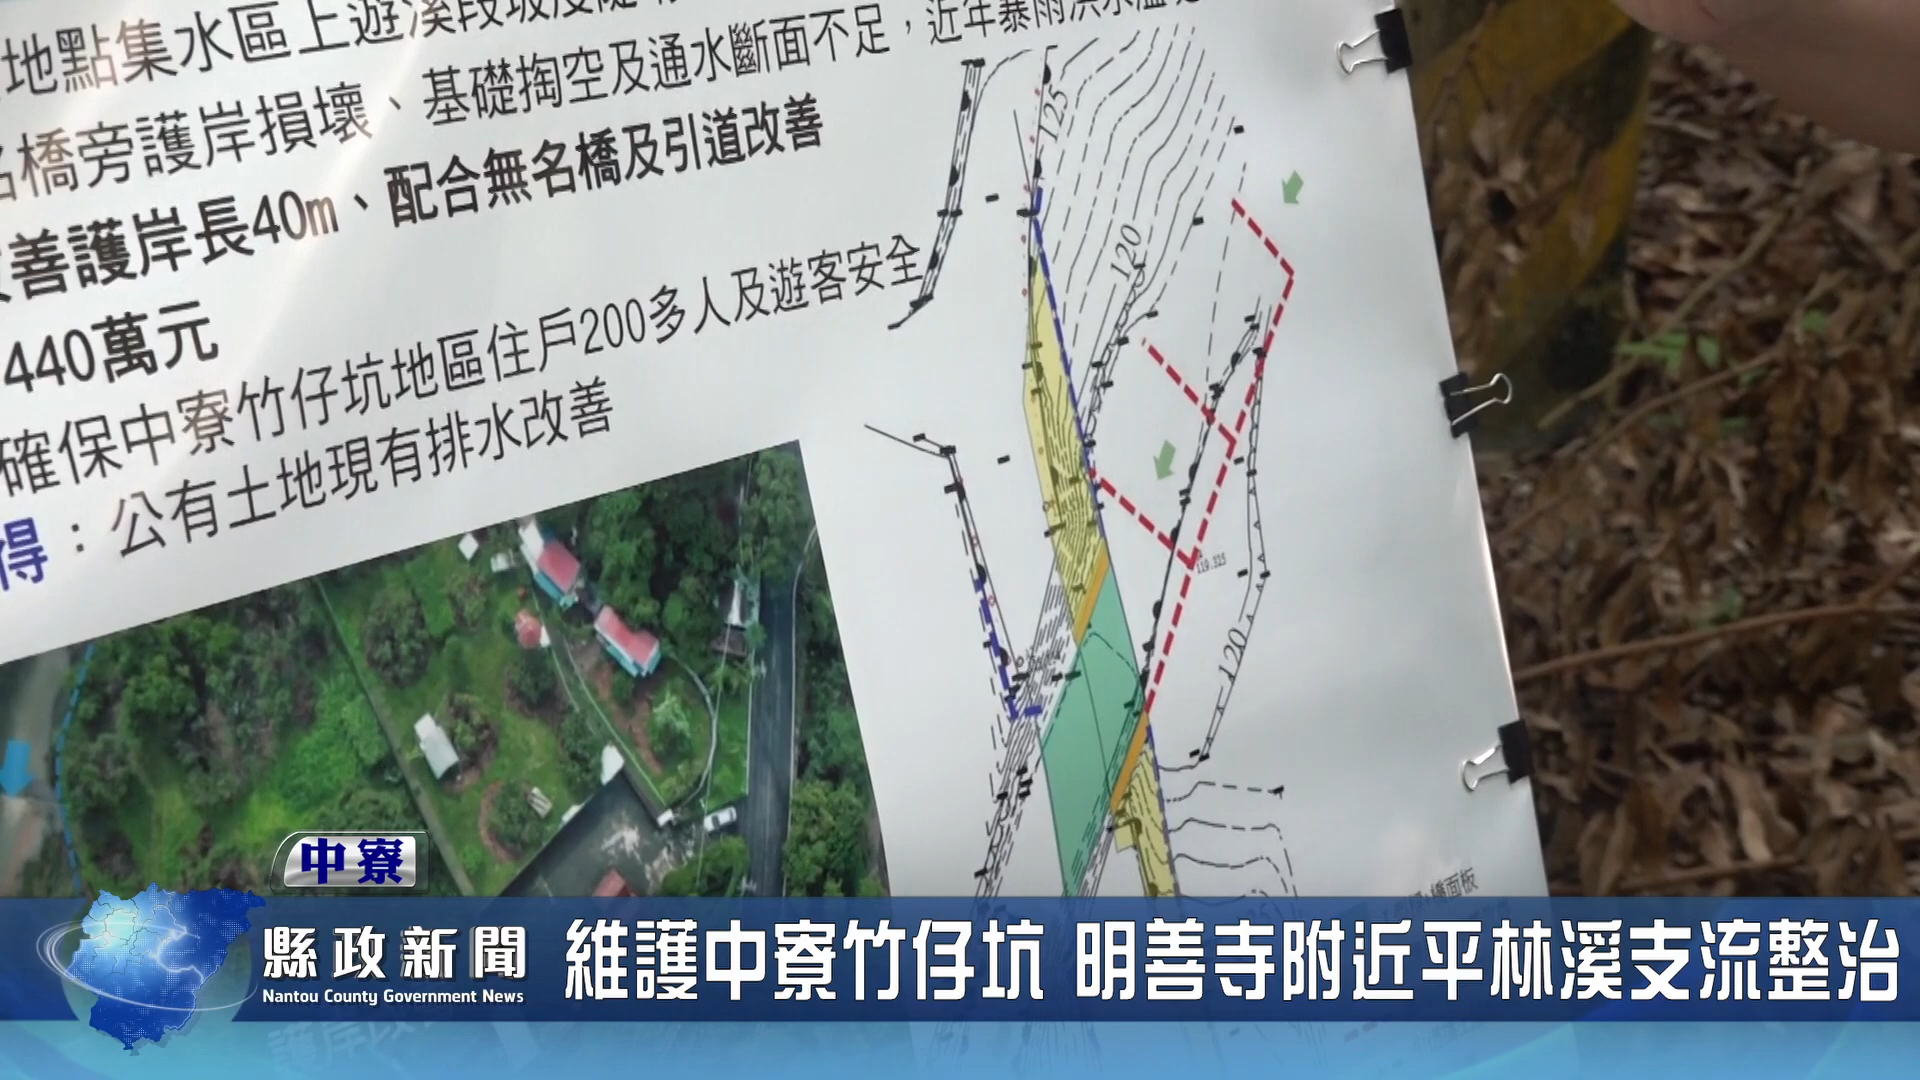 地點集水區上遊溪段坡度陡
名橋旁護岸損壞、基礎掏空及通水斷面不足,近年暴雨洪水溢
善護岸長40m、配合無名橋及引道改善
440萬元
確保中寮竹仔坑地區住戶200多人及遊客安全
得:公有土地現有排水改善
125
120
119.325
120
橋面板
中寮
縣政新聞
Nantou County Government News
維護中寮竹仔坑 明善寺附近平林溪支流整治